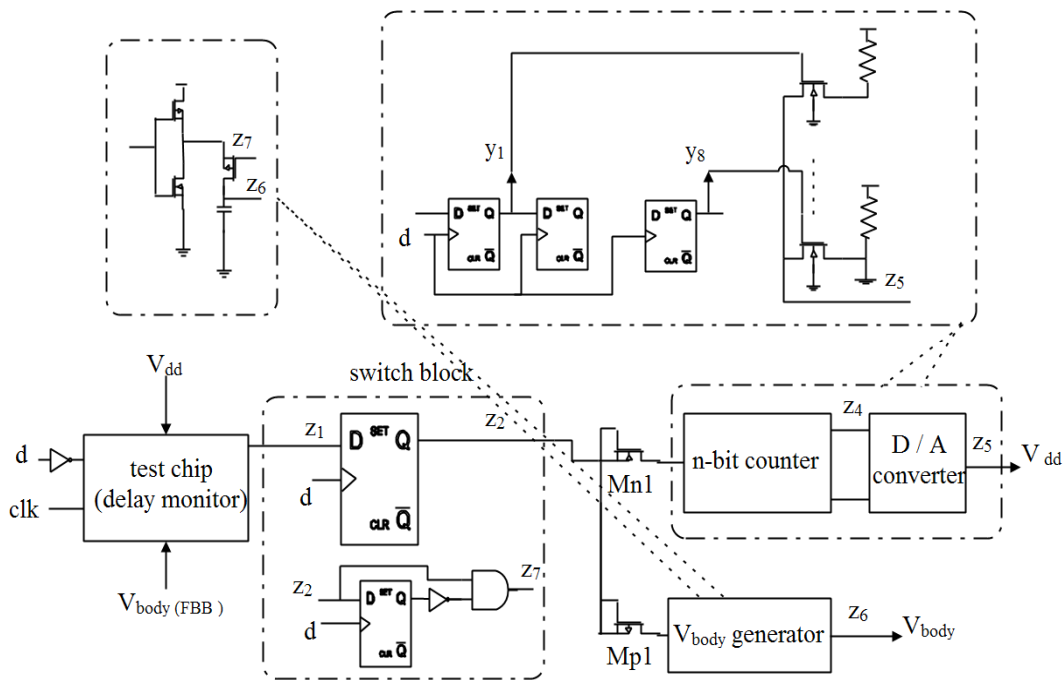 z7
z6
y1
y8
D SET Q
CLR Q̅
D SET Q
CLR Q̅
D SET Q
CLR Q̅
d
z5
Vdd
switch block
d
test chip
(delay monitor)
clk
Vbody (FBB )
z1
D SET Q
CLR Q̅
d
z2
z2
D SET Q
CLR Q̅
d
z7
Mn1
n-bit counter
z4
D / A
converter
z5
V dd
Mp1
Vbody generator
z6
Vbody